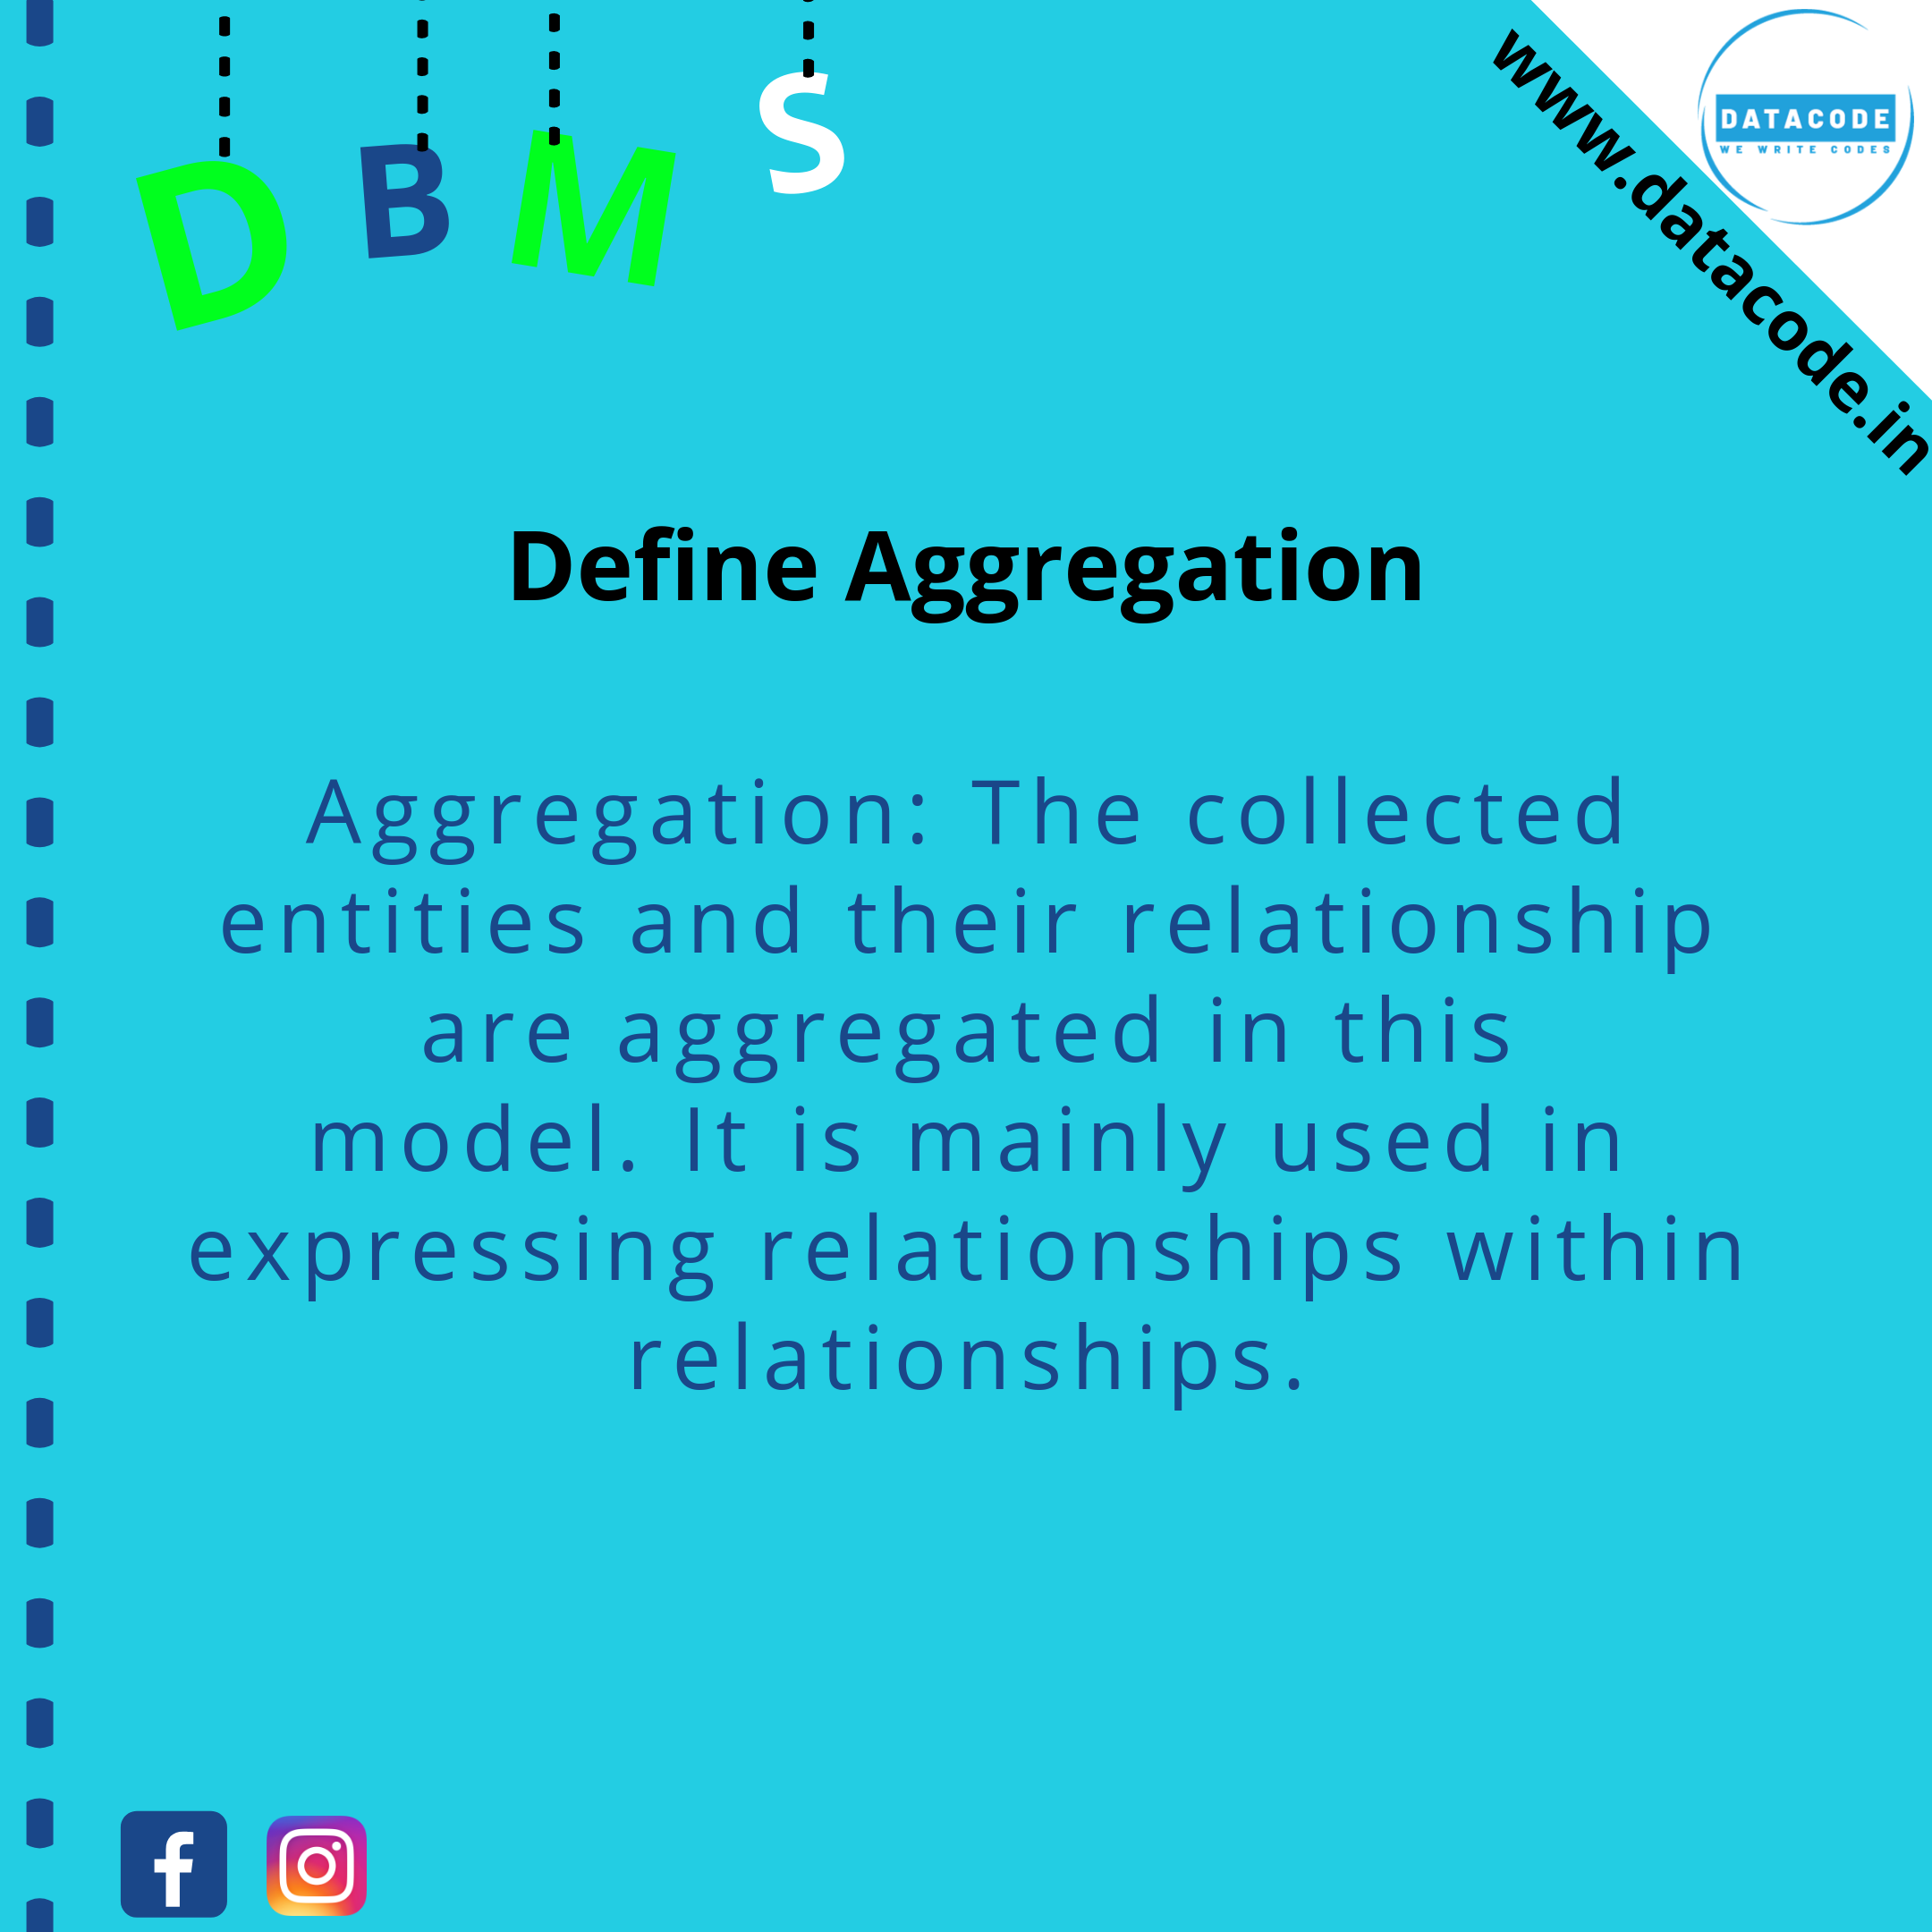 D B M S
DATACODE
WE WRITE CODES
www.datacode.in
Define Aggregation
Aggregation: The collected
entities and their relationship
are aggregated in this
model. It is mainly used in
expressing relationships within
relationships.